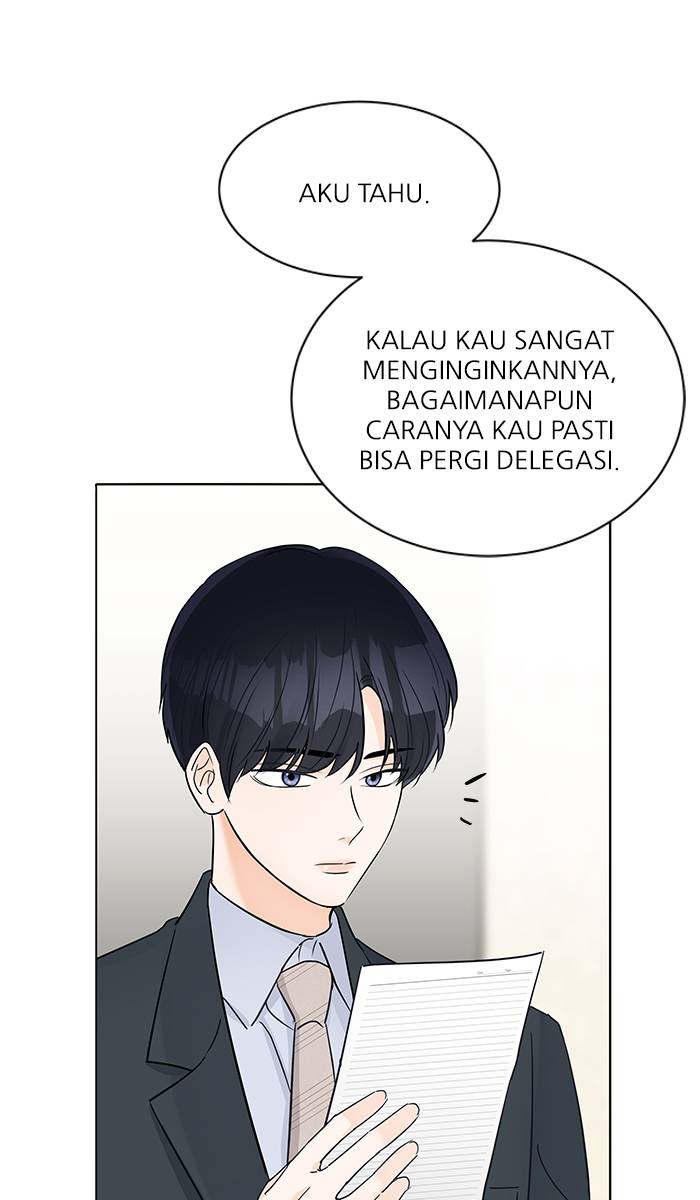 AKU TAHU.
KALAU KAU SANGAT
MENGINGINKANNYA,
BAGAIMANAPUN
CARANYA KAU PASTI
BISA PERGI DELEGASI.